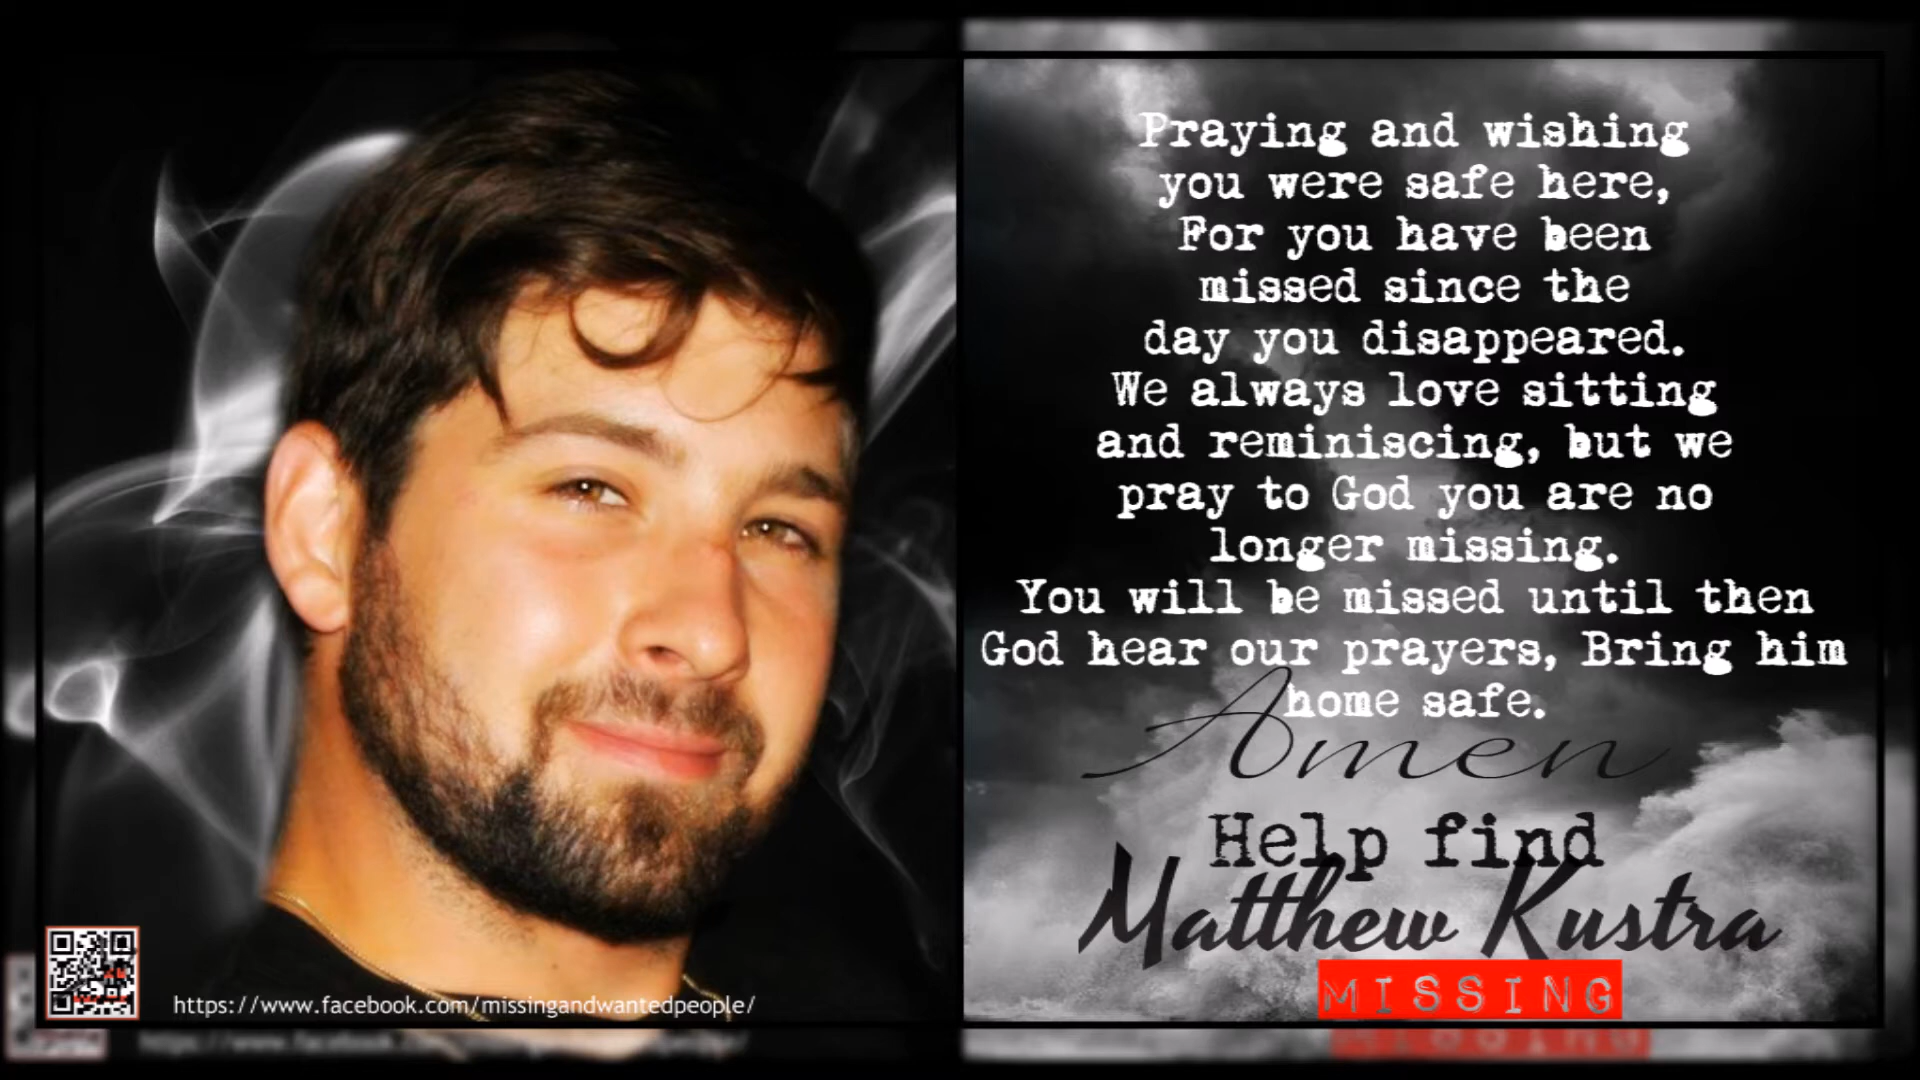 Praying and wishing
you were safe here,
For you have been
missed since the
day you disappeared.
We always love sitting
and reminiscing, but we
pray to God you are no
longer missing.
You will be missed until then
God hear our prayers, Bring him
home safe.
Amen
Help find
Matthew Kustra
MISSING
https://www.facebook.com/missingandwantedpeople/